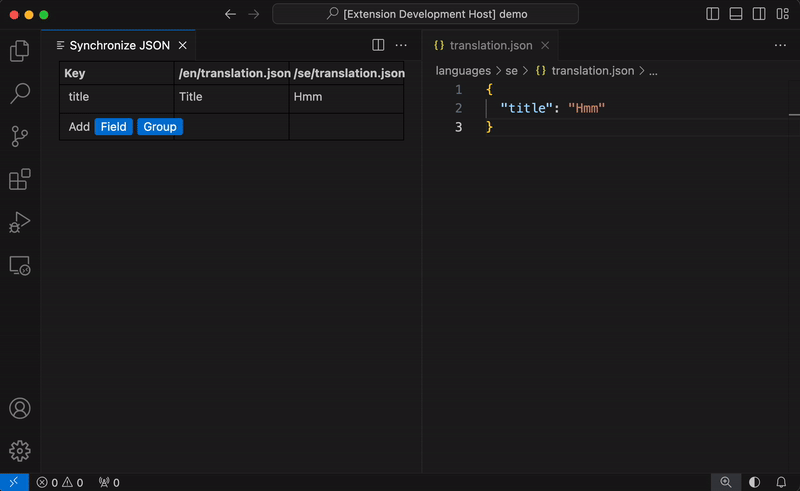 [Extension Development Host] demo
Synchronize JSON
{} translation.json
Key /en/translation.json /se/translation.json
title Title Hmm
Add Field Group
languages > se > {} translation.json > ...
1 {
2 "title": "Hmm"
3 }
0 0 0